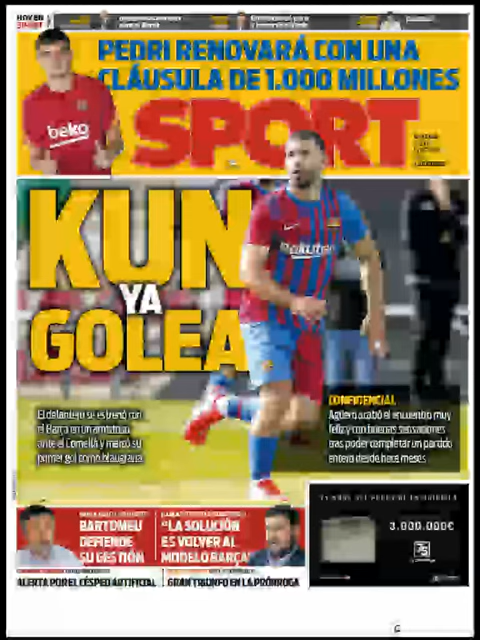 HOY EN
SPORT
PEDRI RENOVARÁ CON UNA
CLÁUSULA DE 1.000 MILLONES
beko
SPORT
KUN
YA
GOLEA
Rakuten
El delantero se estrenó con
el Barça en un amistoso
ante el Cornellà y marcó su
primer gol como blaugrana
CONFIDENCIAL
Agüero acabó el encuentro muy
feliz y con buenas sensaciones
tras poder completar un partido
entero desde hace meses
BARTOMEU
DEFIENDE
SU GESTIÓN
“LA SOLUCIÓN
ES VOLVER AL
MODELO BARÇA”
3.000.000€
75
ALERTA POR EL CÉSPED ARTIFICIAL
GRAN TRIUNFO EN LA PRÓRROGA